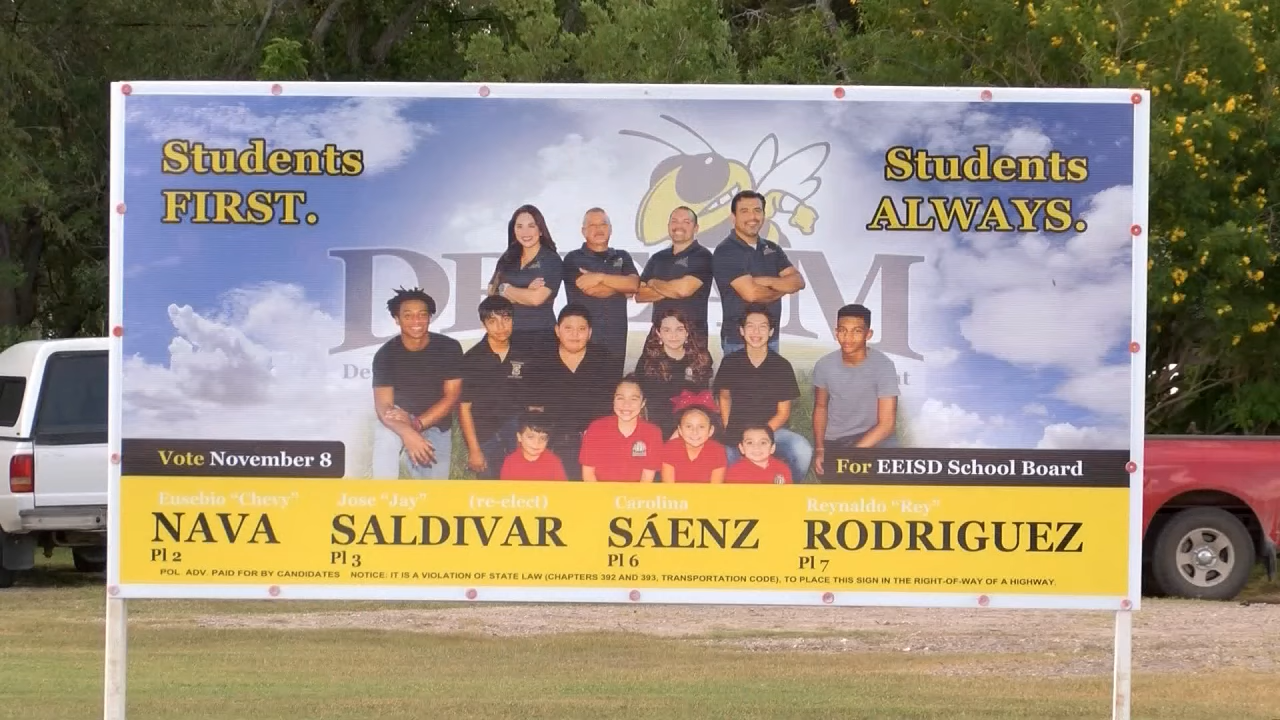 Students
FIRST.
Students
ALWAYS.
DREAM
Vote November 8
For EEISD School Board
Eusebio "Chevy"
NAVA
Pl 2
Jose "Jay" (re-elect)
SALDIVAR
Pl 3
Carolina
SÁENZ
Pl 6
Reynaldo "Rey"
RODRIGUEZ
Pl 7
POL. ADV. PAID FOR BY CANDIDATES NOTICE: IT IS A VIOLATION OF STATE LAW (CHAPTERS 392 AND 393, TRANSPORTATION CODE), TO PLACE THIS SIGN IN THE RIGHT-OF-WAY OF A HIGHWAY.